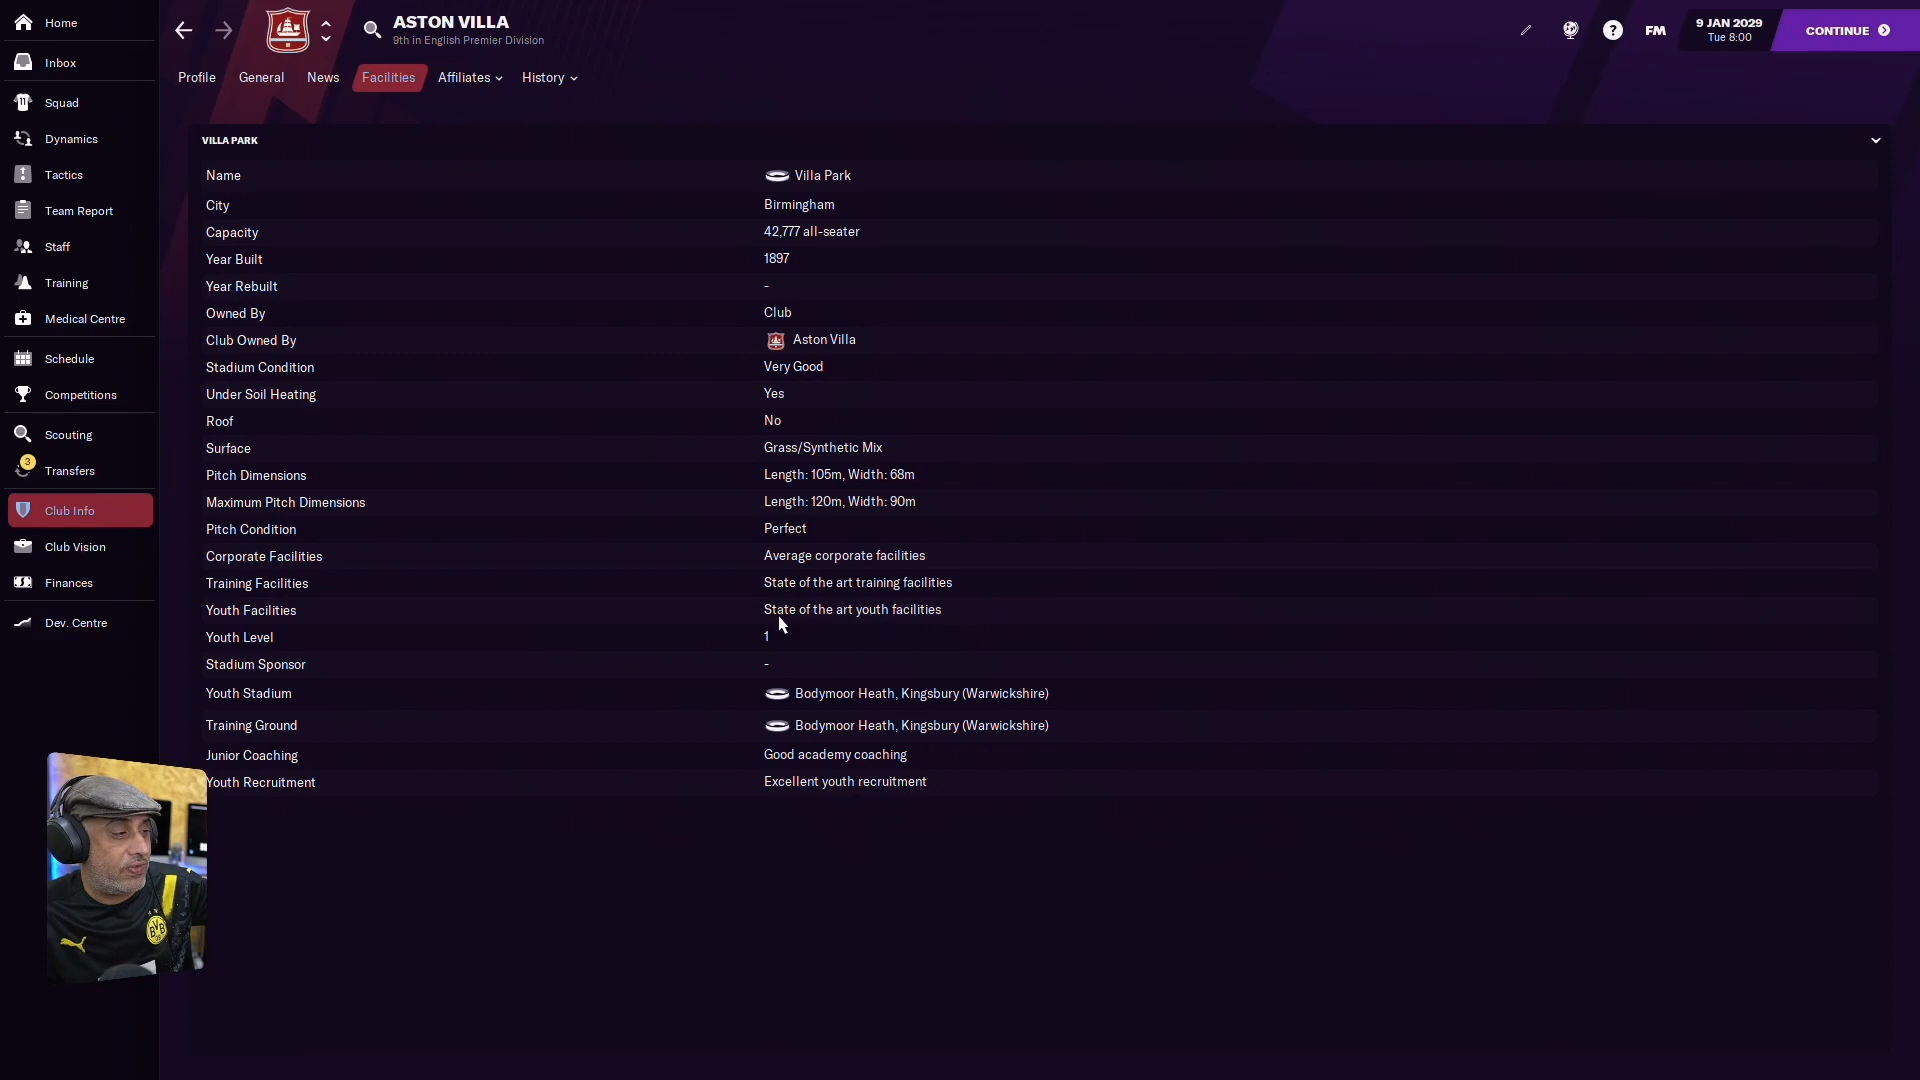 Home
Inbox
Squad
Dynamics
Tactics
Team Report
Staff
Training
Medical Centre
Schedule
Competitions
Scouting
3
Transfers
Club Info
Club Vision
Finances
Dev. Centre
ASTON VILLA
9th in English Premier Division
FM
9 JAN 2029
Tue 8:00
CONTINUE
Profile
General
News
Facilities
Affiliates
History
VILLA PARK
Name Villa Park
City Birmingham
Capacity 42,777 all-seater
Year Built 1897
Year Rebuilt -
Owned By Club
Club Owned By Aston Villa
Stadium Condition Very Good
Under Soil Heating Yes
Roof No
Surface Grass/Synthetic Mix
Pitch Dimensions Length: 105m, Width: 68m
Maximum Pitch Dimensions Length: 120m, Width: 90m
Pitch Condition Perfect
Corporate Facilities Average corporate facilities
Training Facilities State of the art training facilities
Youth Facilities State of the art youth facilities
Youth Level 1
Stadium Sponsor -
Youth Stadium Bodymoor Heath, Kingsbury (Warwickshire)
Training Ground Bodymoor Heath, Kingsbury (Warwickshire)
Junior Coaching Good academy coaching
Youth Recruitment Excellent youth recruitment
BVB